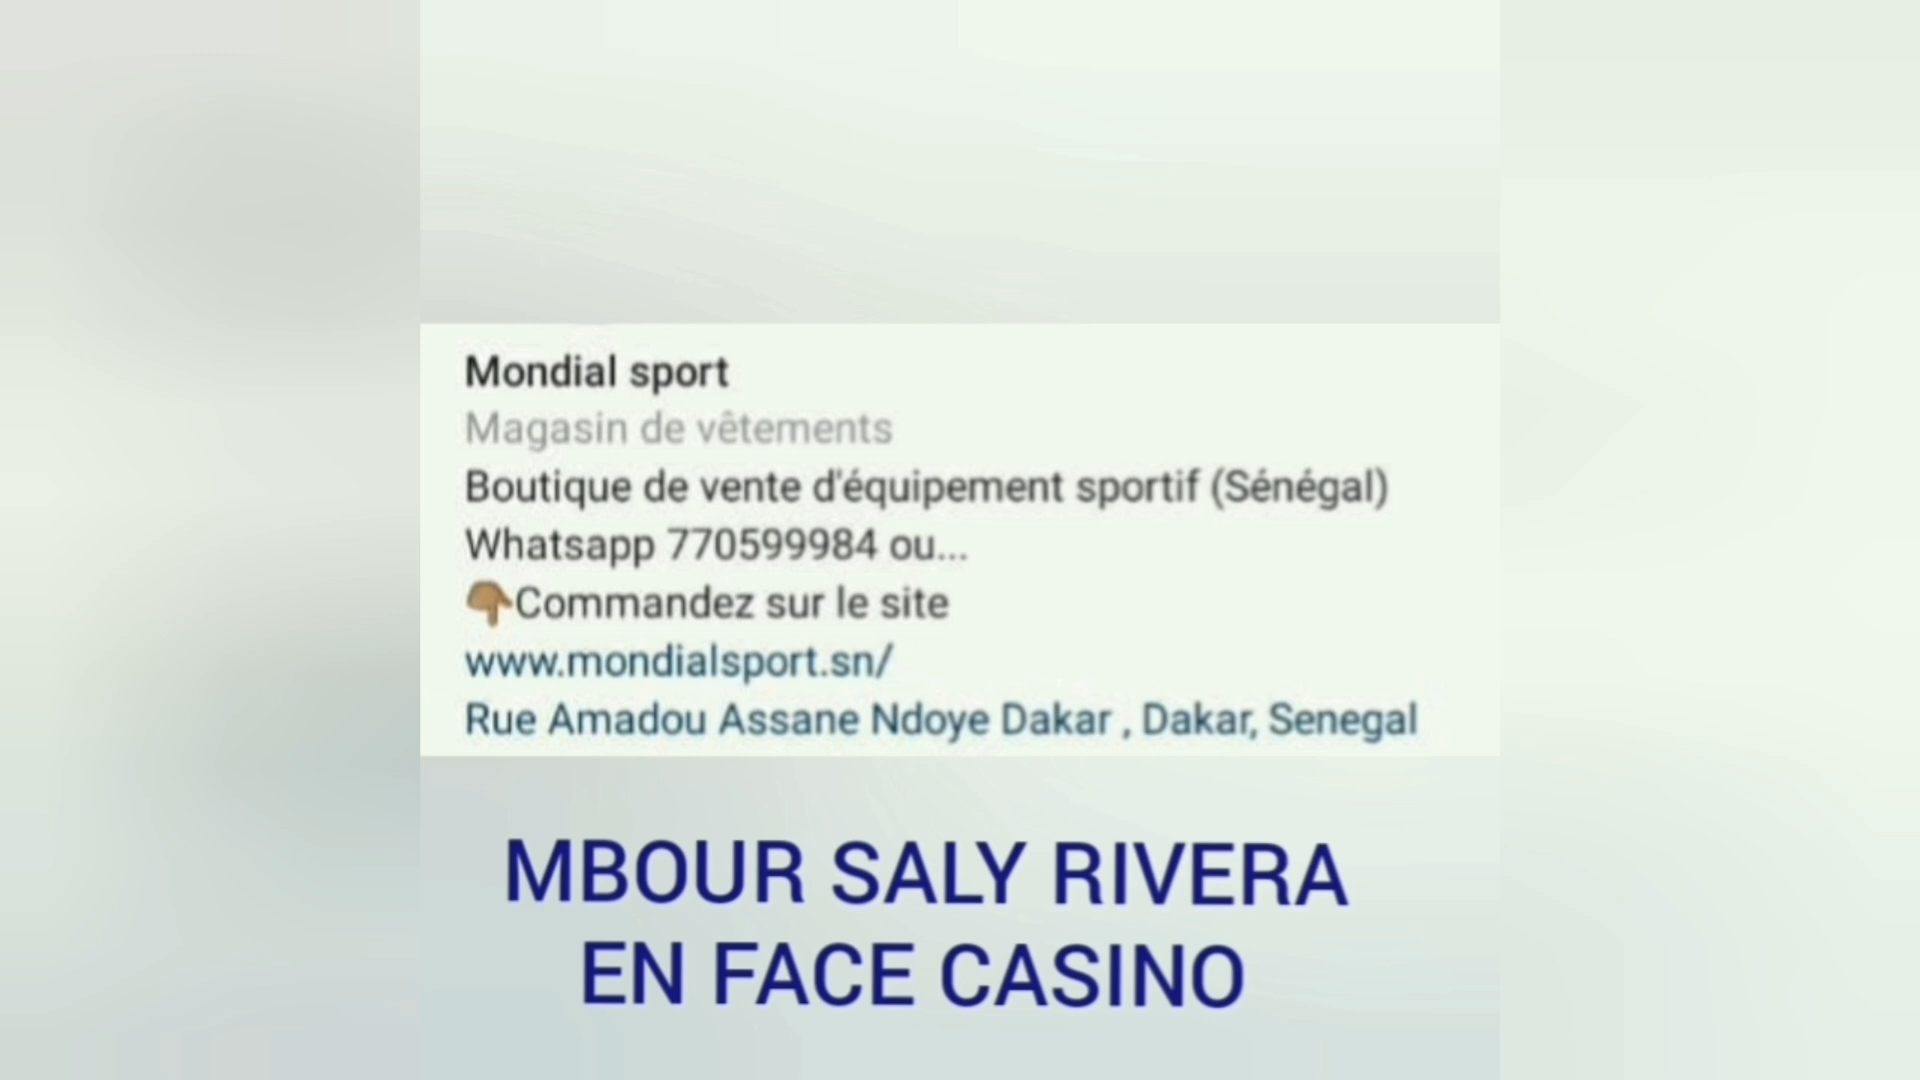 Mondial sport
Magasin de vêtements
Boutique de vente d'équipement sportif (Sénégal)
Whatsapp 770599984 ou...
👇🏽Commandez sur le site
www.mondialsport.sn/
Rue Amadou Assane Ndoye Dakar , Dakar, Senegal
MBOUR SALY RIVERA
EN FACE CASINO